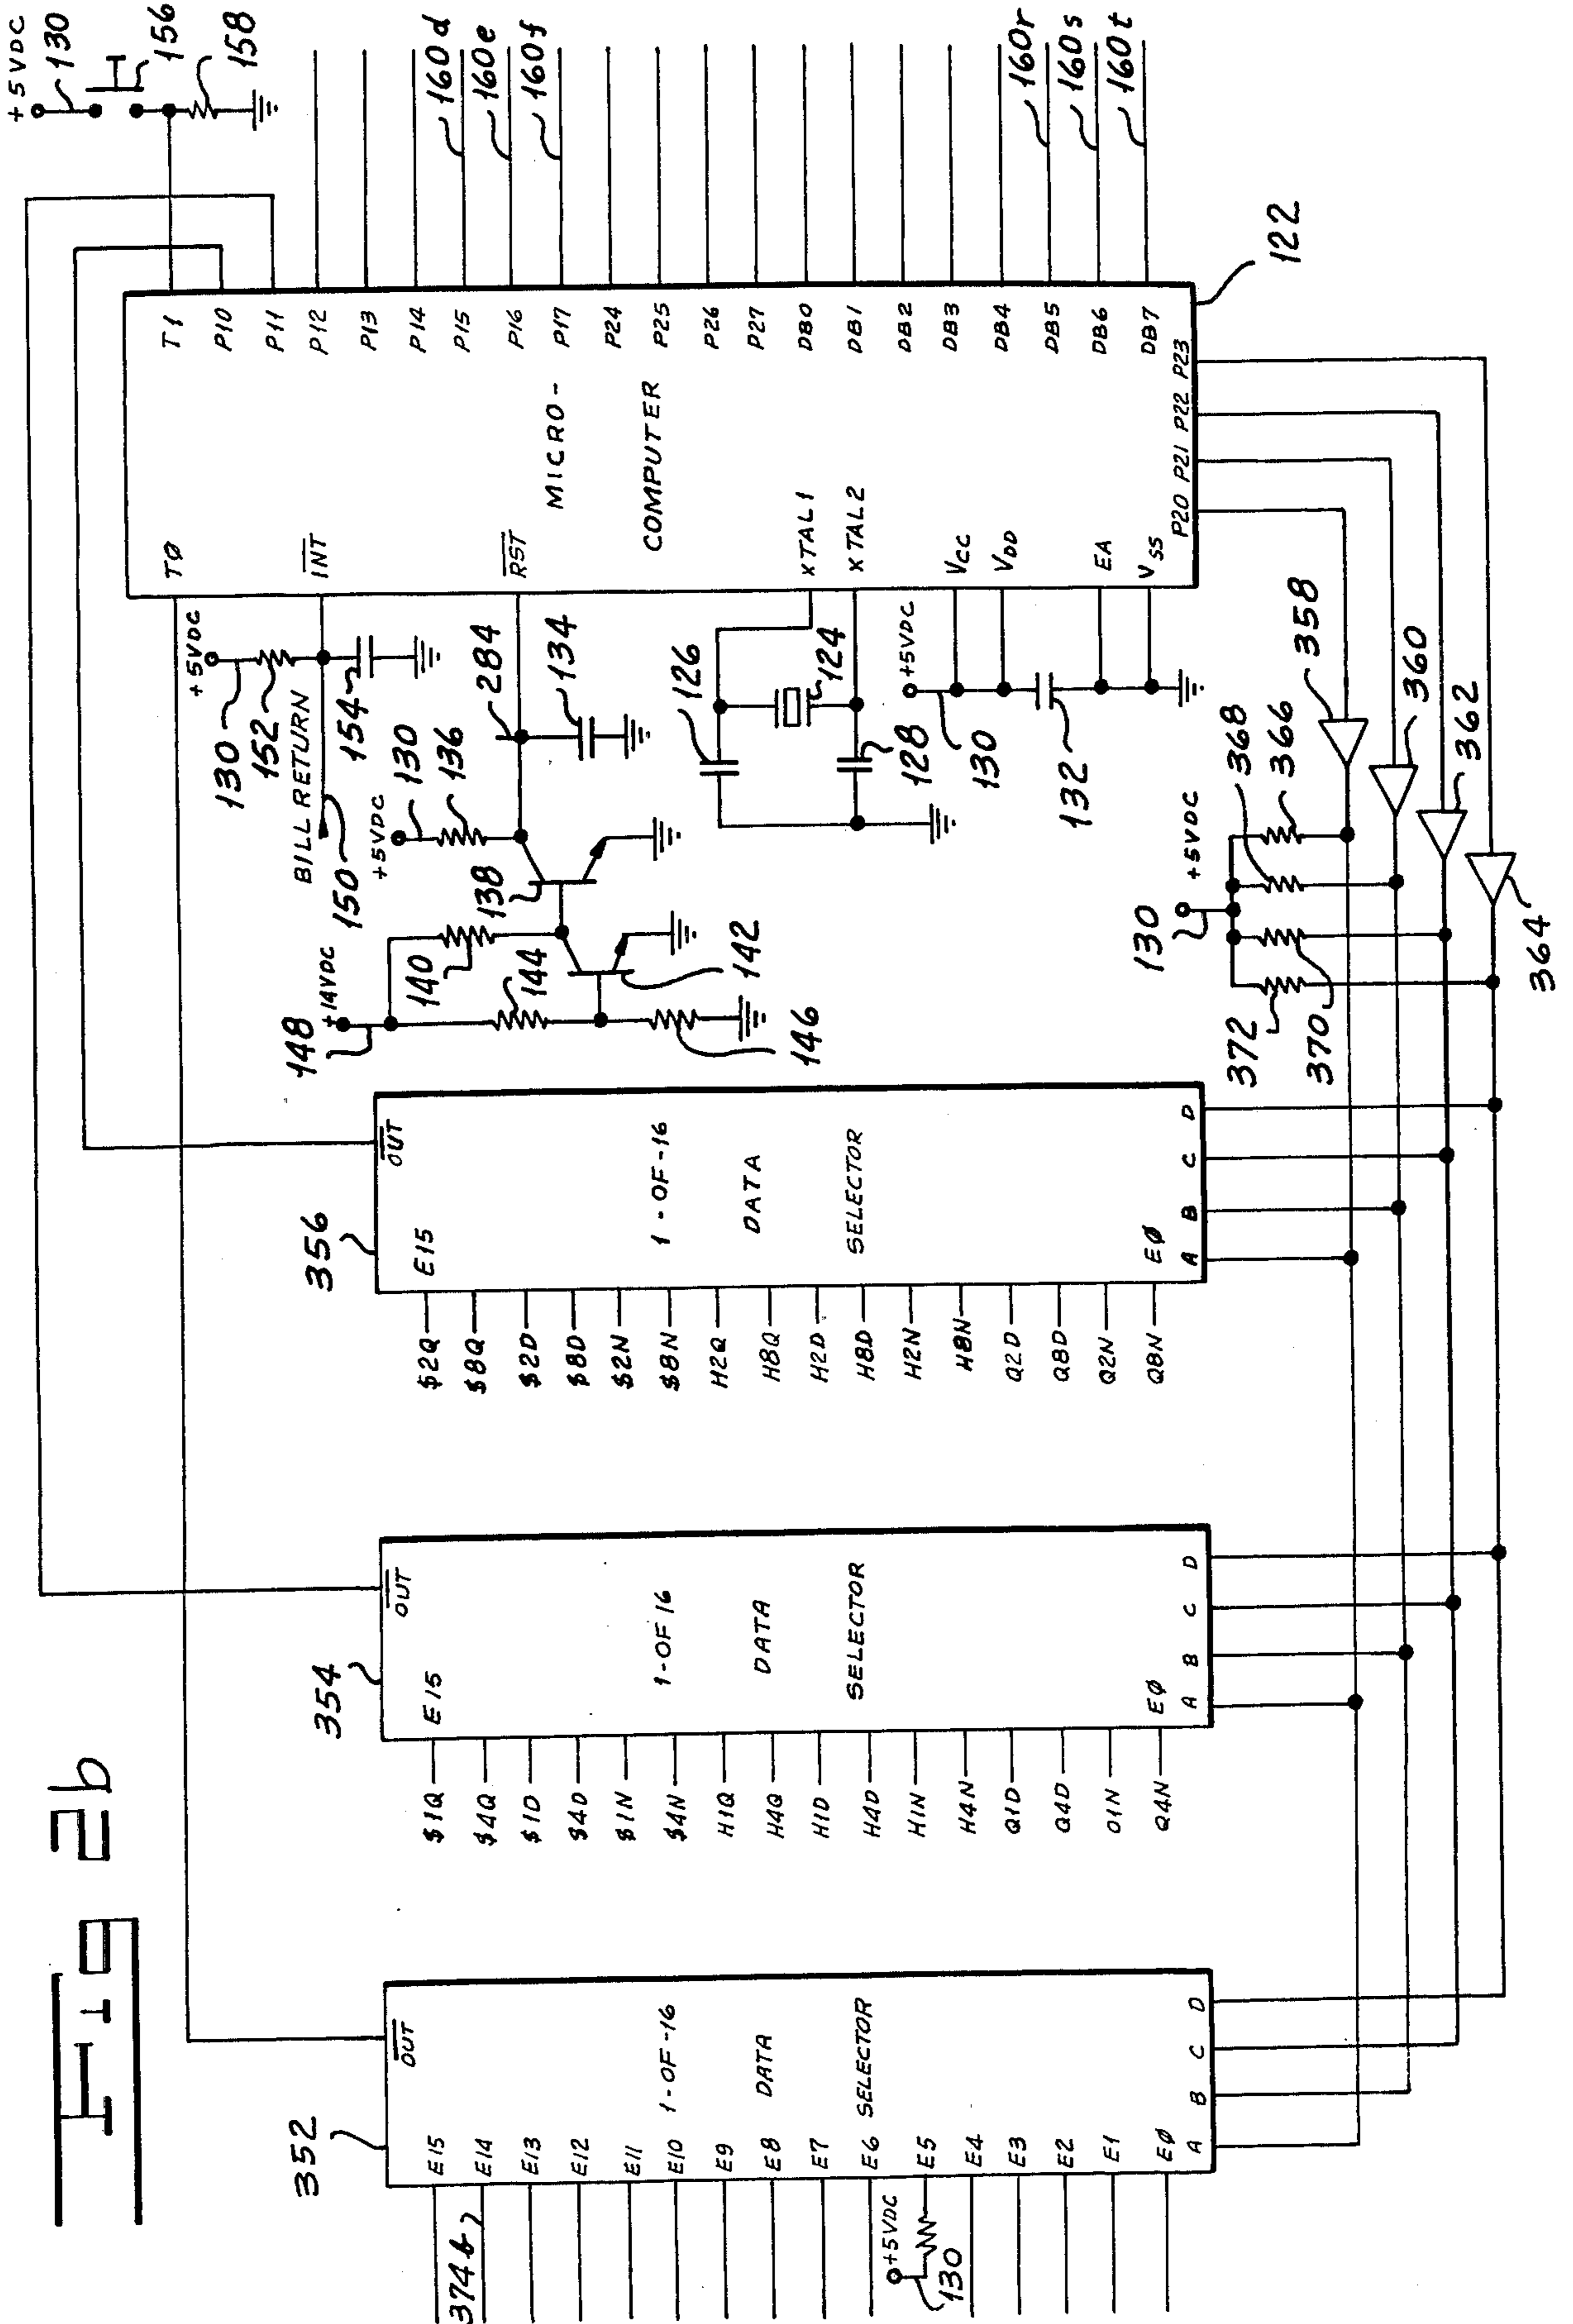 FIG
352
OUT
E15
E14
E13
E12
E11
E10
E9
E8
E7
E6
E5
E4
E3
E2
E1
EØ
1-OF-16
DATA
SELECTOR
A B C D
374b
+5VDC
130
354
OUT
E15
1-OF16
DATA
SELECTOR
EØ
A B C D
$1Q
$4Q
$1D
$4D
$1N
$4N
H1Q
H4Q
H1D
H4D
H1N
H4N
Q1D
Q4D
Q1N
Q4N
356
OUT
E15
1-OF-16
DATA
SELECTOR
EØ
A B C D
$2Q
$8Q
$2D
$8D
$2N
$8N
H2Q
H8Q
H2D
H8D
H2N
H8N
Q2D
Q8D
Q2N
Q8N
148
+14VDC
140
144
142
146
138
+5VDC
130
136
284
134
BILL RETURN
150
+5VDC
130
152
154
126
124
128
+5VDC
130
132
130
+5VDC
372
370
368
366
358
360
362
364
TØ
INT
RST
XTAL1
XTAL2
VCC
VDD
EA
VSS
MICRO-
COMPUTER
P20 P21 P22 P23
T1
P10
P11
P12
P13
P14
P15
P16
P17
P24
P25
P26
P27
DB0
DB1
DB2
DB3
DB4
DB5
DB6
DB7
122
+5VDC
130
156
158
160d
160e
160f
160r
160s
160t